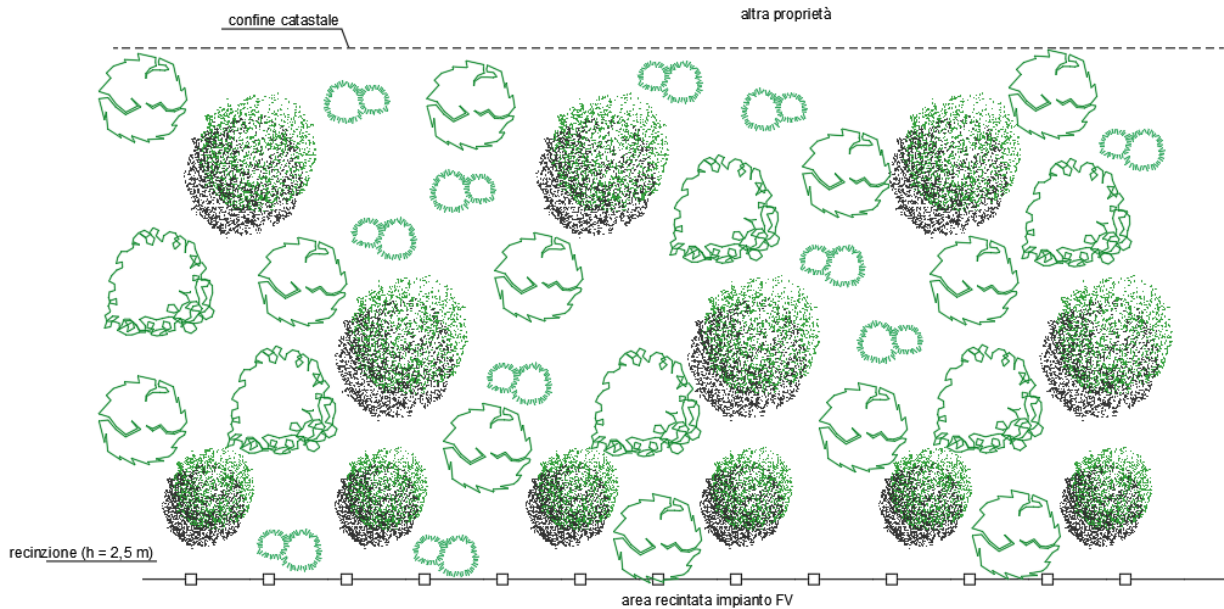 altra proprietà
confine catastale
recinzione (h = 2,5 m)
area recintata impianto FV